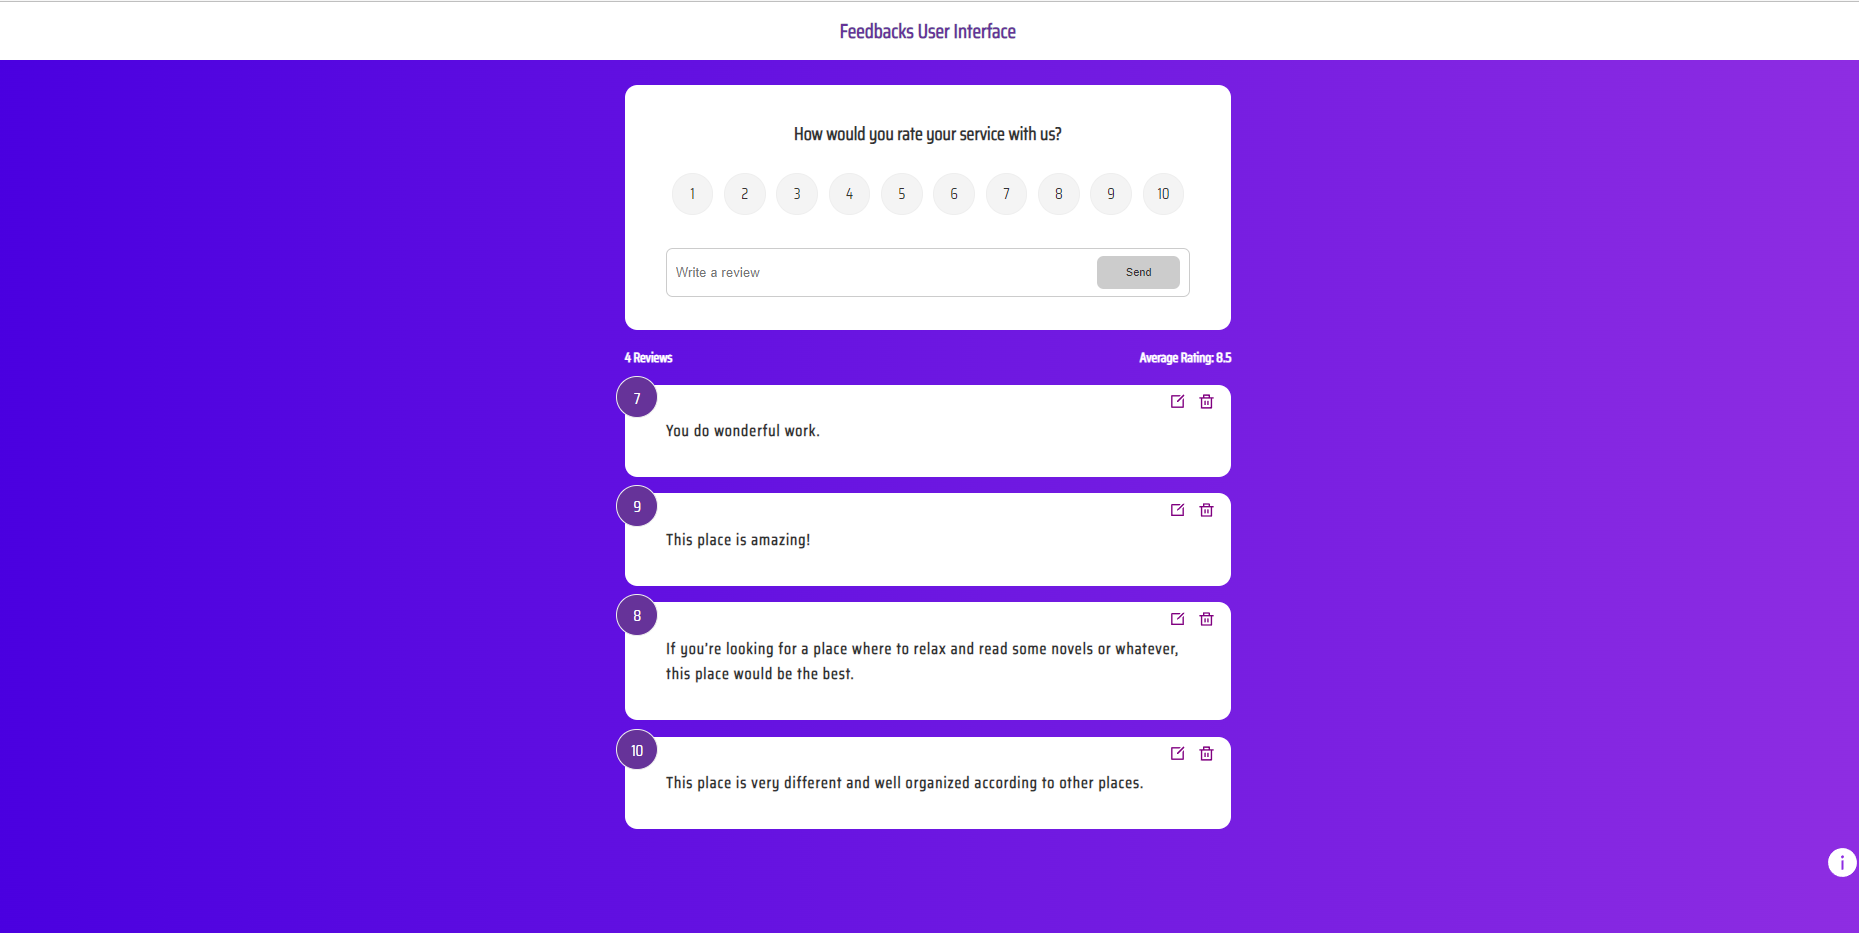 Feedbacks User Interface
How would you rate your service with us?
1 2 3 4 5 6 7 8 9 10
Write a review Send
4 Reviews Average Rating: 8.5
7
You do wonderful work.
9
This place is amazing!
8
If you're looking for a place where to relax and read some novels or whatever,
this place would be the best.
10
This place is very different and well organized according to other places.
i